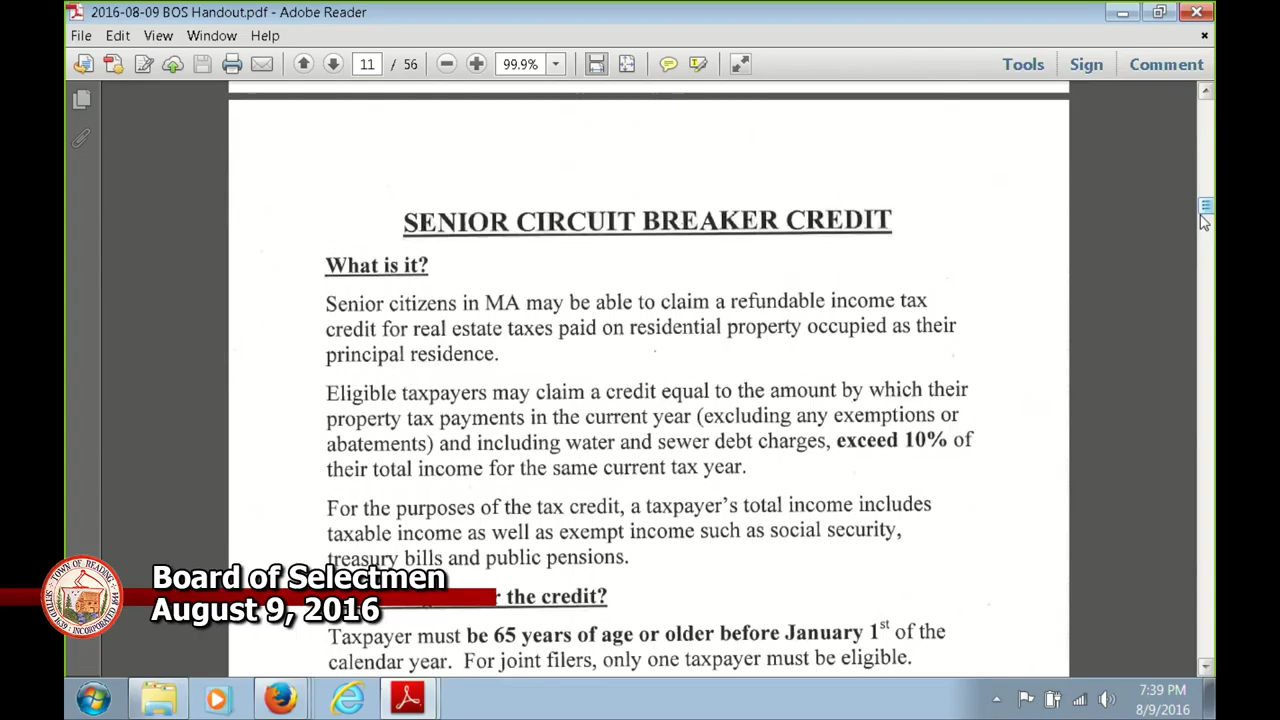 2016-08-09 BOS Handout.pdf - Adobe Reader
File Edit View Window Help
11 / 56 99.9% Tools Sign Comment
SENIOR CIRCUIT BREAKER CREDIT
What is it?
Senior citizens in MA may be able to claim a refundable income tax
credit for real estate taxes paid on residential property occupied as their
principal residence.
Eligible taxpayers may claim a credit equal to the amount by which their
property tax payments in the current year (excluding any exemptions or
abatements) and including water and sewer debt charges, exceed 10% of
their total income for the same current tax year.
For the purposes of the tax credit, a taxpayer's total income includes
taxable income as well as exempt income such as social security,
treasury bills and public pensions.
r the credit?
Taxpayer must be 65 years of age or older before January 1st of the
calendar year. For joint filers, only one taxpayer must be eligible.
TOWN OF READING
SETTLED 1639. INCORPORATED 1644
Board of Selectmen
August 9, 2016
7:39 PM
8/9/2016